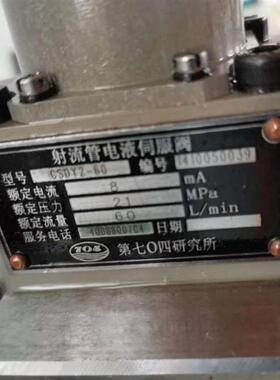 射流管电液伺服阀
型号 CSDY2-60 编号 1410050039
额定电流 8 mA
额定压力 21 MPa
额定流量 60 L/min
服务电话 4008800704 日期
704 第七〇四研究所